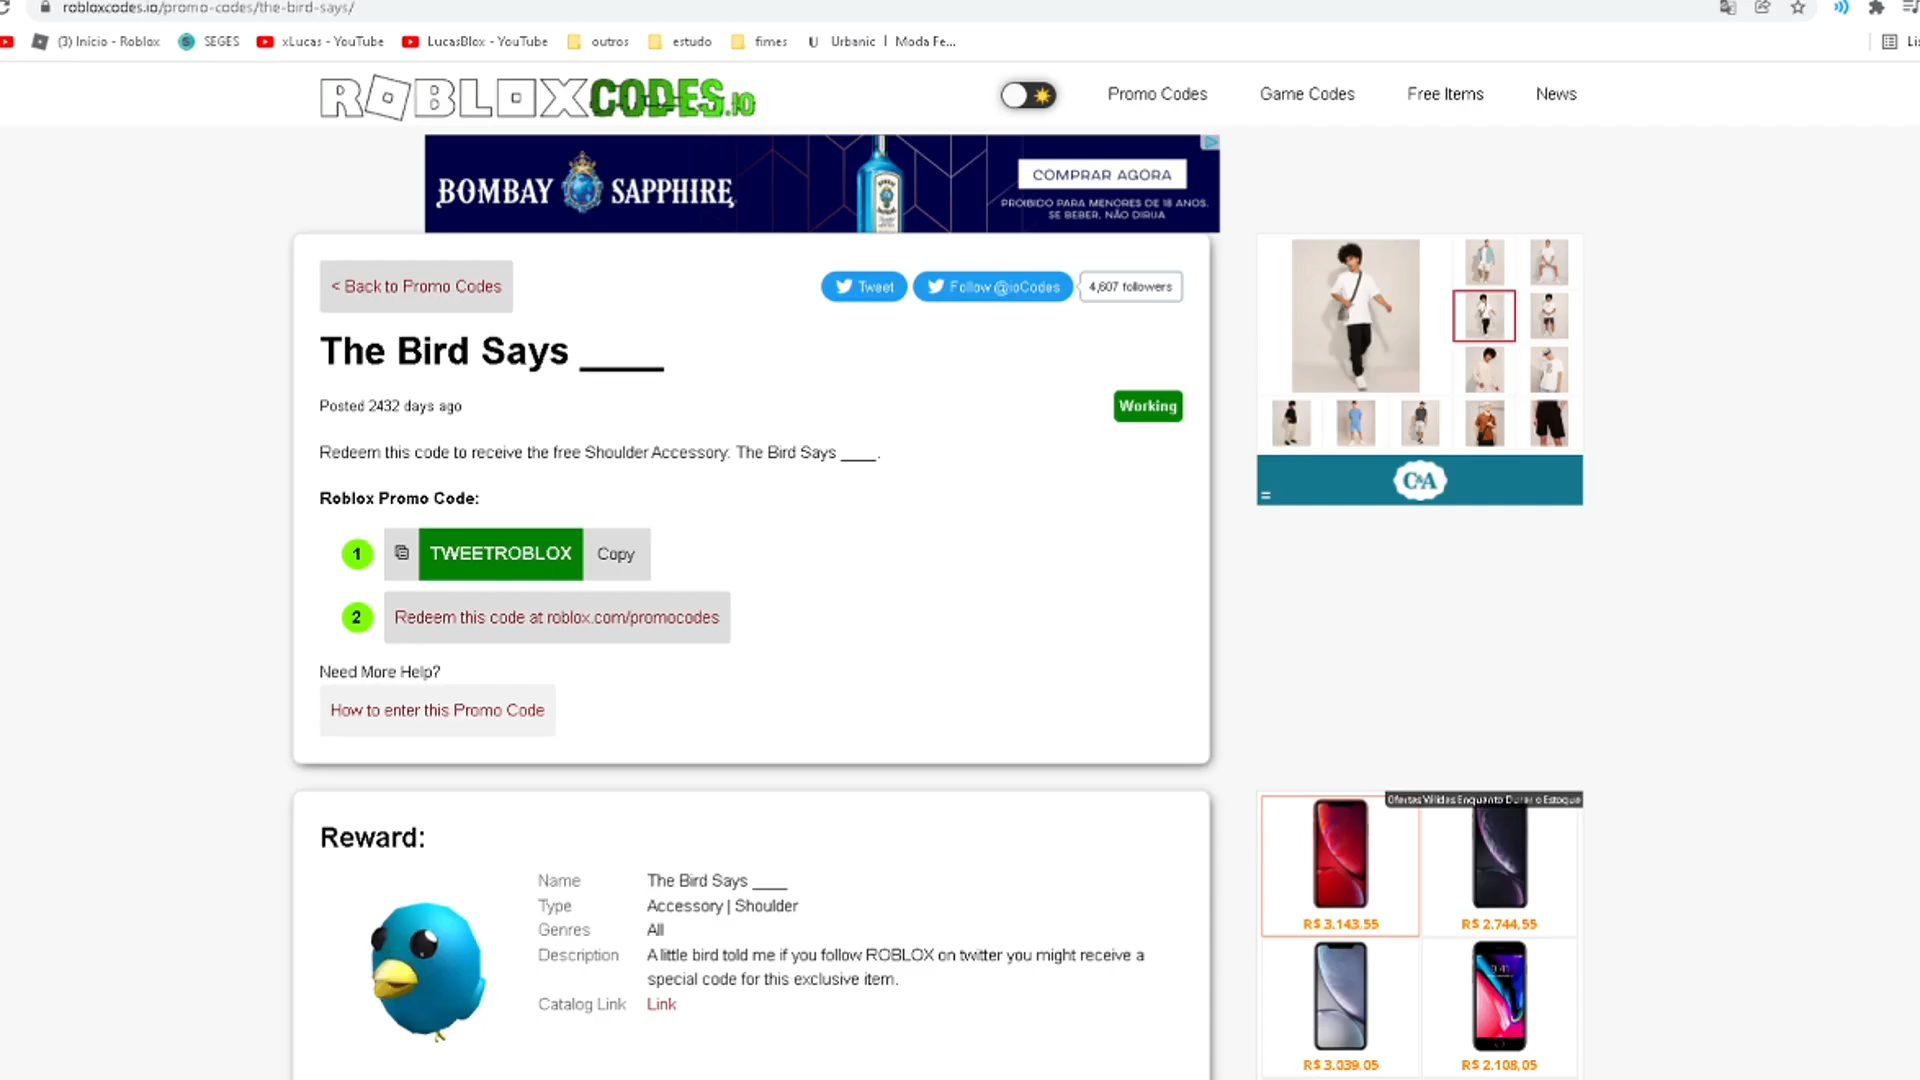 robloxcodes.io/promo-codes/the-bird-says/
(3) Início - Roblox
SEGES
xLucas - YouTube
LucasBlox - YouTube
outros
estudo
fimes
Urbanic | Moda Fe...
ROBLOXCODES.IO
Promo Codes
Game Codes
Free Items
News
BOMBAY SAPPHIRE
COMPRAR AGORA
PROIBIDO PARA MENORES DE 18 ANOS.
SE BEBER, NÃO DIRIJA
< Back to Promo Codes
Tweet
Follow @ioCodes
4,607 followers
The Bird Says ____
Posted 2432 days ago
Working
Redeem this code to receive the free Shoulder Accessory. The Bird Says ____.
Roblox Promo Code:
1
TWEETROBLOX
Copy
2
Redeem this code at roblox.com/promocodes
Need More Help?
How to enter this Promo Code
C&A
Ofertas Válidas Enquanto Durar o Estoque
R$ 3.143,55
R$ 2.744,55
R$ 3.039,05
R$ 2.108,05
Reward:
Name The Bird Says ____
Type Accessory | Shoulder
Genres All
Description A little bird told me if you follow ROBLOX on twitter you might receive a
special code for this exclusive item.
Catalog Link Link